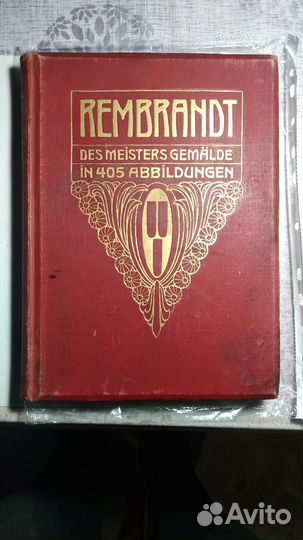 REMBRANDT
DES MEISTERS GEMÄLDE
IN 405 ABBILDUNGEN
Avito